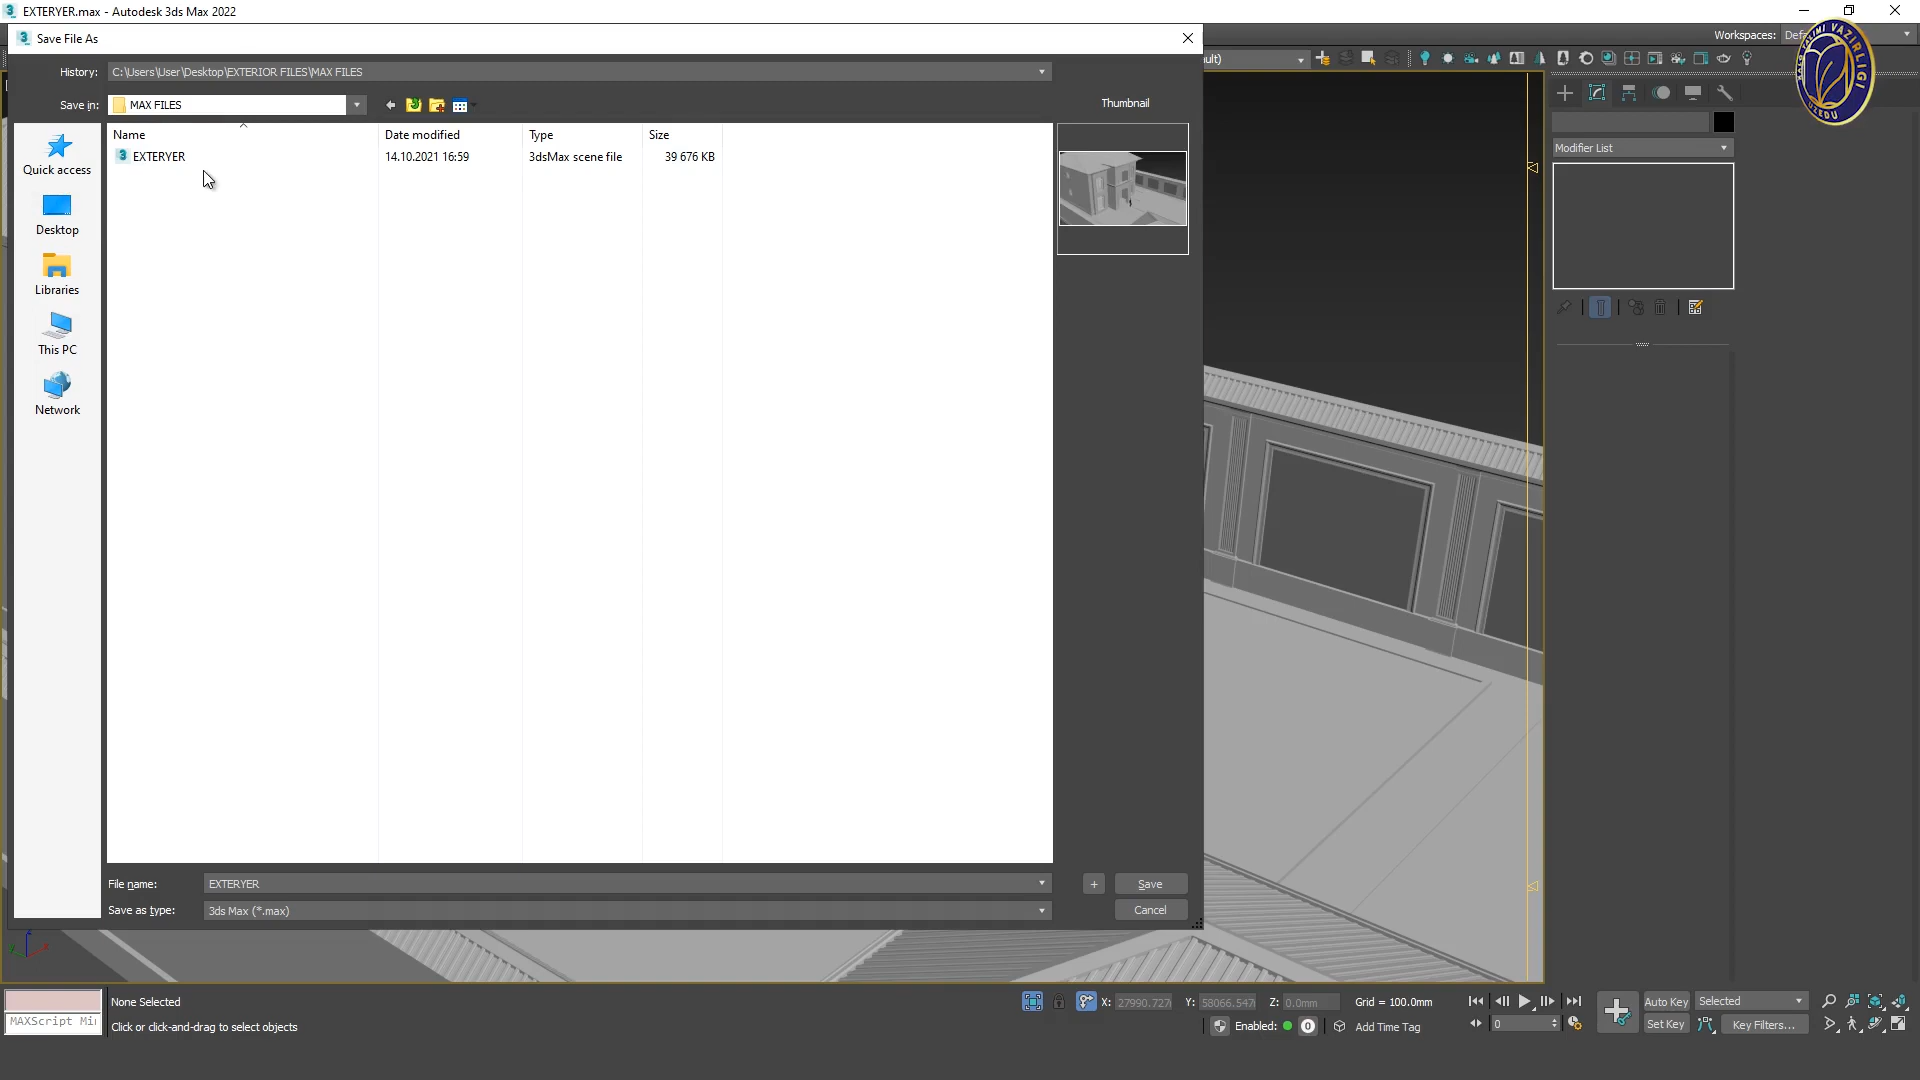 EXTERYER.max - Autodesk 3ds Max 2022
Workspaces:
Save File As
History:
C:\Users\User\Desktop\EXTERIOR FILES\MAX FILES
Save in:
MAX FILES
Thumbnail
Name
Date modified
Type
Size
EXTERYER
14.10.2021 16:59
3dsMax scene file
39 676 KB
Quick access
Desktop
Libraries
This PC
Network
File name:
EXTERYER
Save
Save as type:
3ds Max (*.max)
Cancel
Modifier List
UZEDU
None Selected
Click or click-and-drag to select objects
X:
Y:
Z:
0.0mm
Grid = 100.0mm
Enabled:
0
Add Time Tag
0
Auto Key
Selected
Set Key
Key Filters...